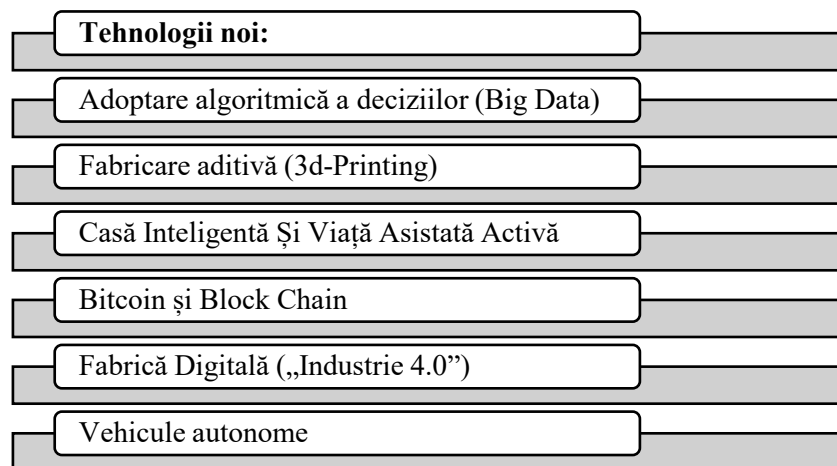 Tehnologii noi:
Adoptare algoritmică a deciziilor (Big Data)
Fabricare aditivă (3d-Printing)
Casă Inteligentă Și Viață Asistată Activă
Bitcoin și Block Chain
Fabrică Digitală („Industrie 4.0”)
Vehicule autonome